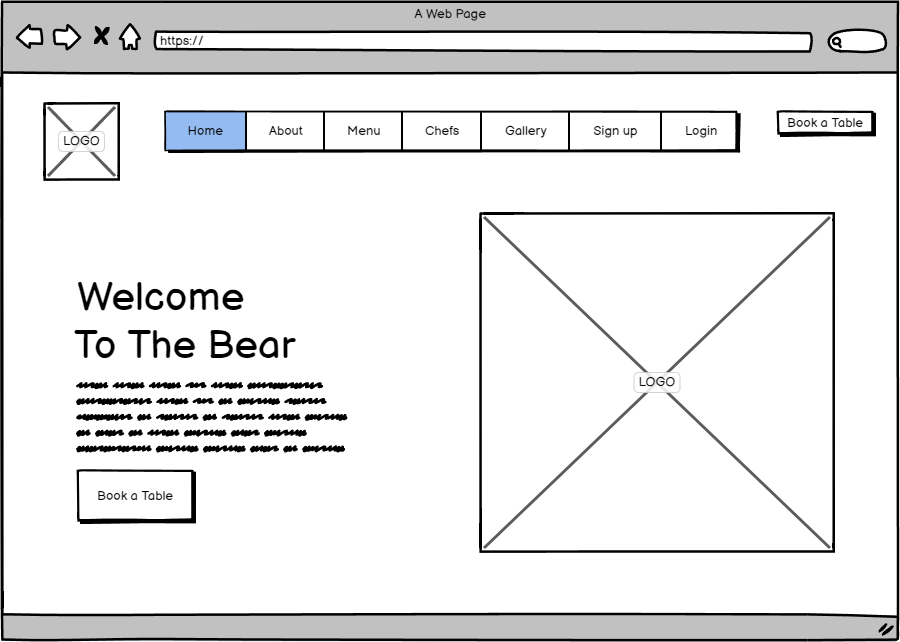 A Web Page
https://
LOGO
Home About Menu Chefs Gallery Sign up Login
Book a Table
Welcome
To The Bear
Book a Table
LOGO